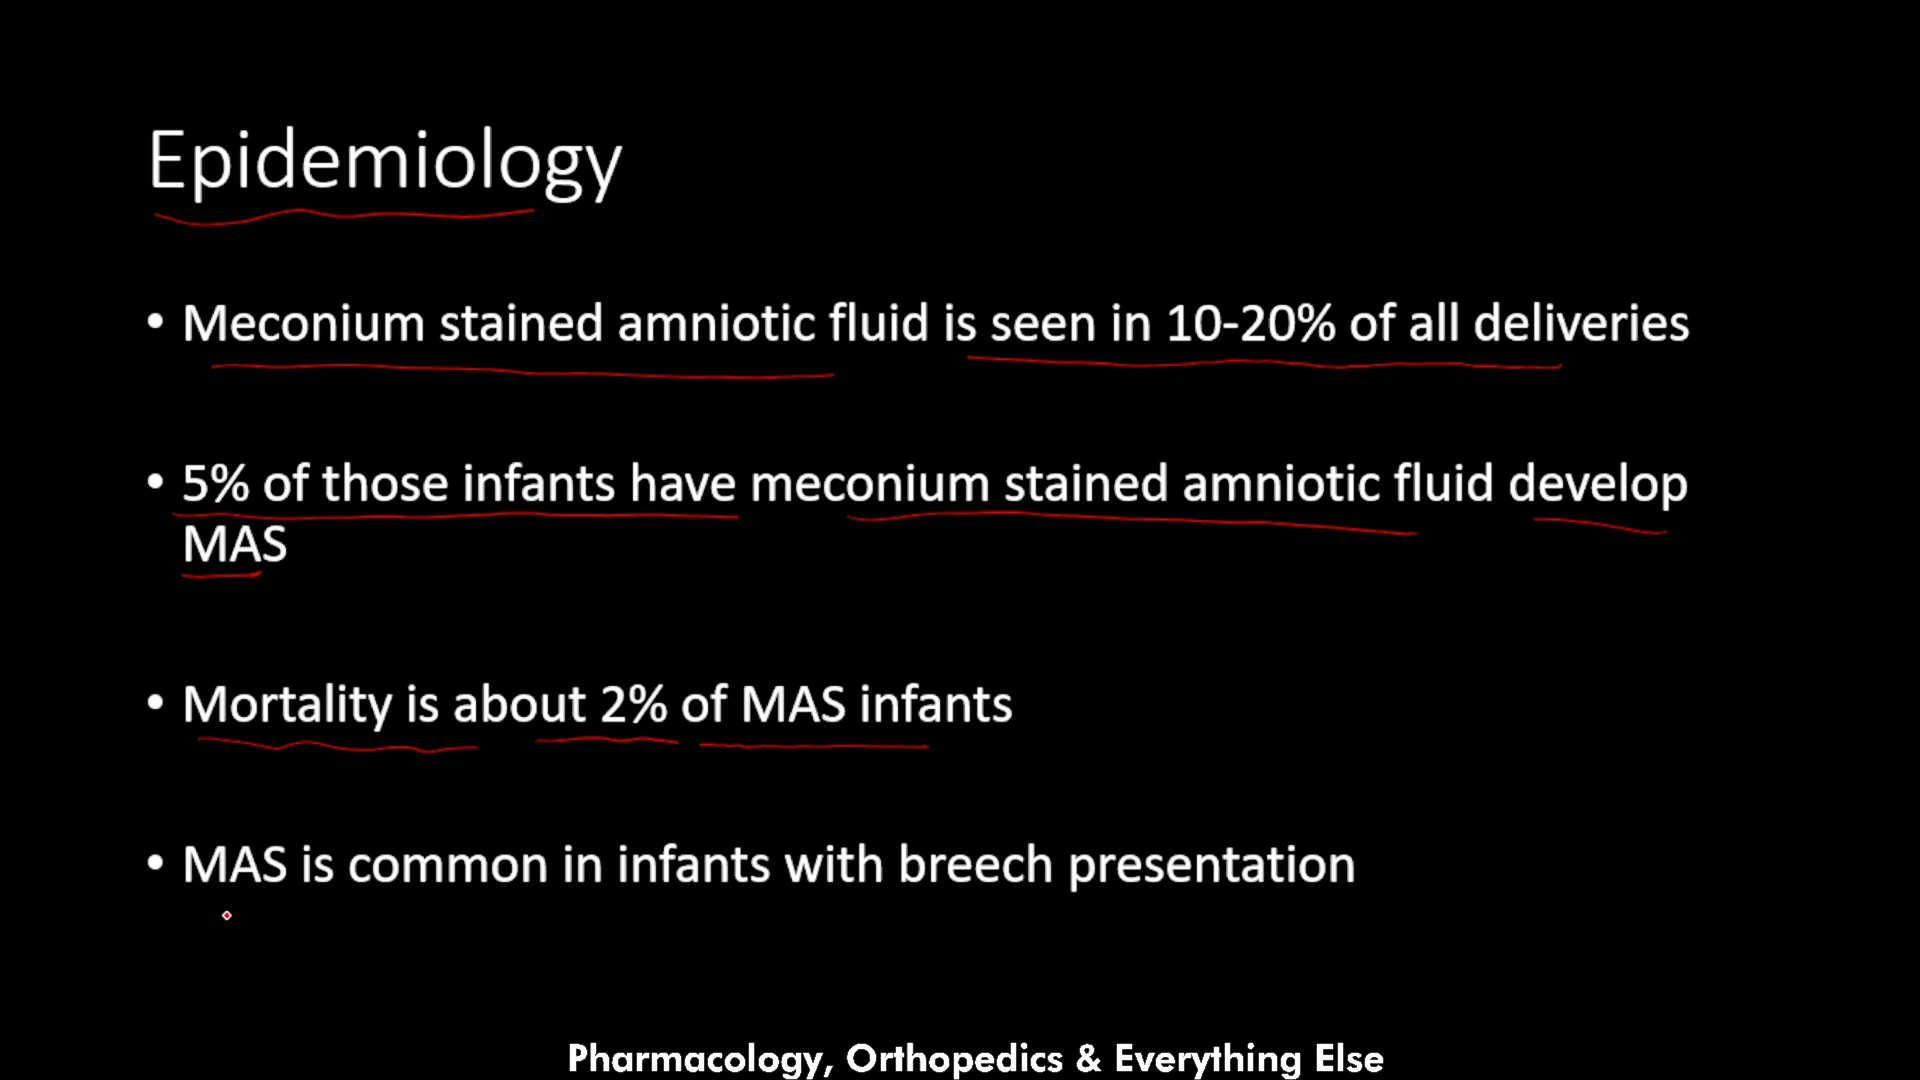 Epidemiology
• Meconium stained amniotic fluid is seen in 10-20% of all deliveries
• 5% of those infants have meconium stained amniotic fluid develop
MAS
• Mortality is about 2% of MAS infants
• MAS is common in infants with breech presentation
Pharmacology, Orthopedics & Everything Else